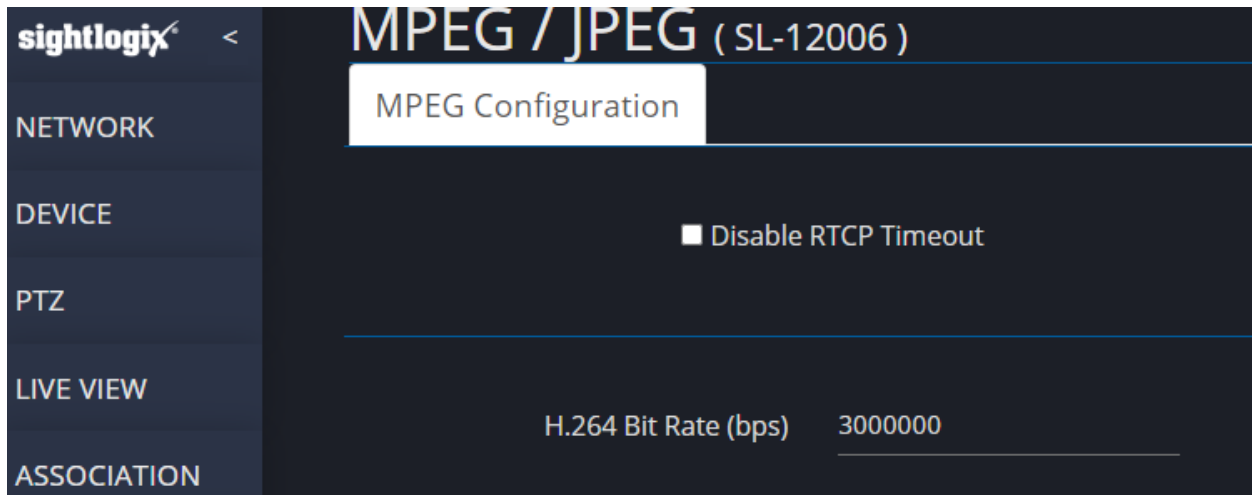 sightlogix® <
NETWORK
DEVICE
PTZ
LIVE VIEW
ASSOCIATION
MPEG / JPEG ( SL-12006 )
MPEG Configuration
Disable RTCP Timeout
H.264 Bit Rate (bps) 3000000